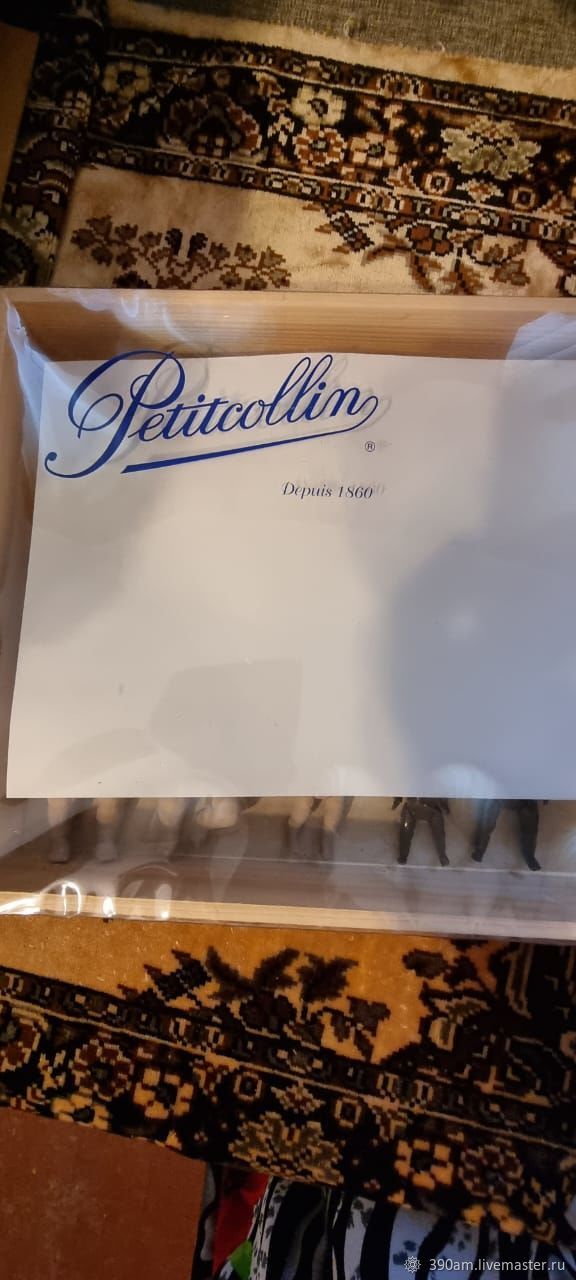 Petitcollin
®
Depuis 1860
390am.livemaster.ru